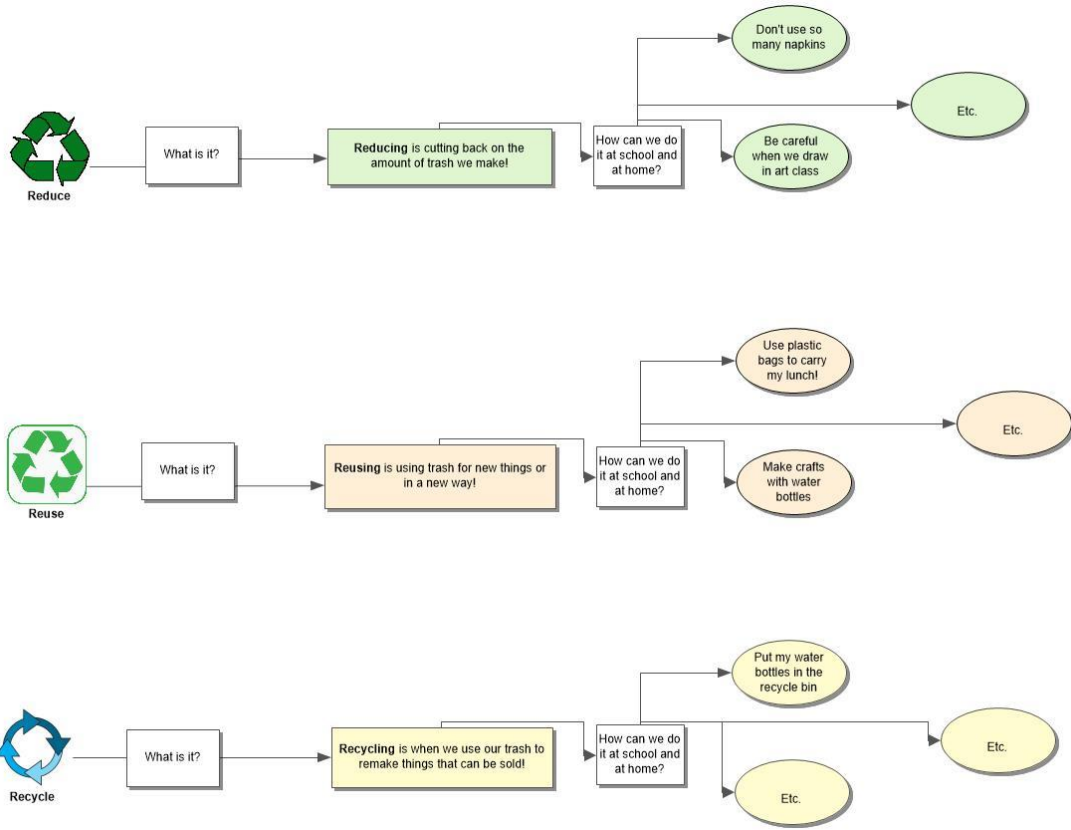 Don't use so
many napkins
Etc.
What is it?
Reducing is cutting back on the
amount of trash we make!
How can we do
it at school and
at home?
Be careful
when we draw
in art class
Reduce
Use plastic
bags to carry
my lunch!
Etc.
What is it?
Reusing is using trash for new things or
in a new way!
How can we do
it at school and
at home?
Make crafts
with water
bottles
Reuse
Put my water
bottles in the
recycle bin
Etc.
What is it?
Recycling is when we use our trash to
remake things that can be sold!
How can we do
it at school and
at home?
Etc.
Recycle